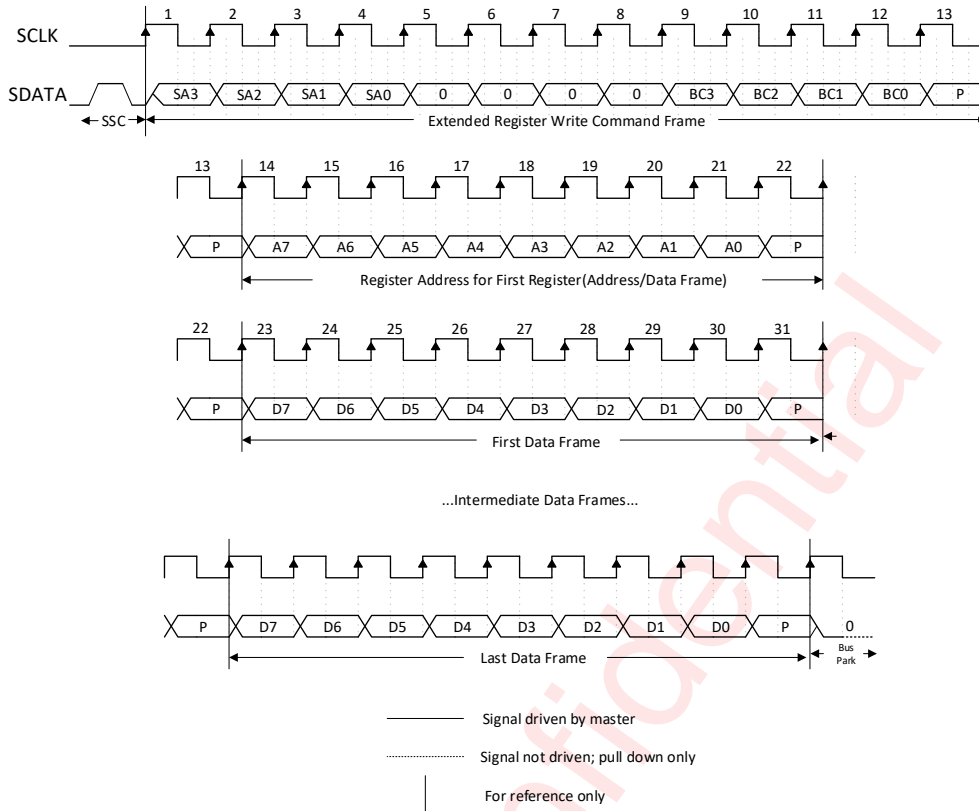 1 2 3 4 5 6 7 8 9 10 11 12 13
SCLK
SDATA SA3 SA2 SA1 SA0 0 0 0 0 BC3 BC2 BC1 BC0 P
SSC Extended Register Write Command Frame
13 14 15 16 17 18 19 20 21 22
P A7 A6 A5 A4 A3 A2 A1 A0 P
Register Address for First Register(Address/Data Frame)
22 23 24 25 26 27 28 29 30 31
P D7 D6 D5 D4 D3 D2 D1 D0 P
First Data Frame
...Intermediate Data Frames...
P D7 D6 D5 D4 D3 D2 D1 D0 P 0
Last Data Frame Bus Park
Signal driven by master
Signal not driven; pull down only
For reference only